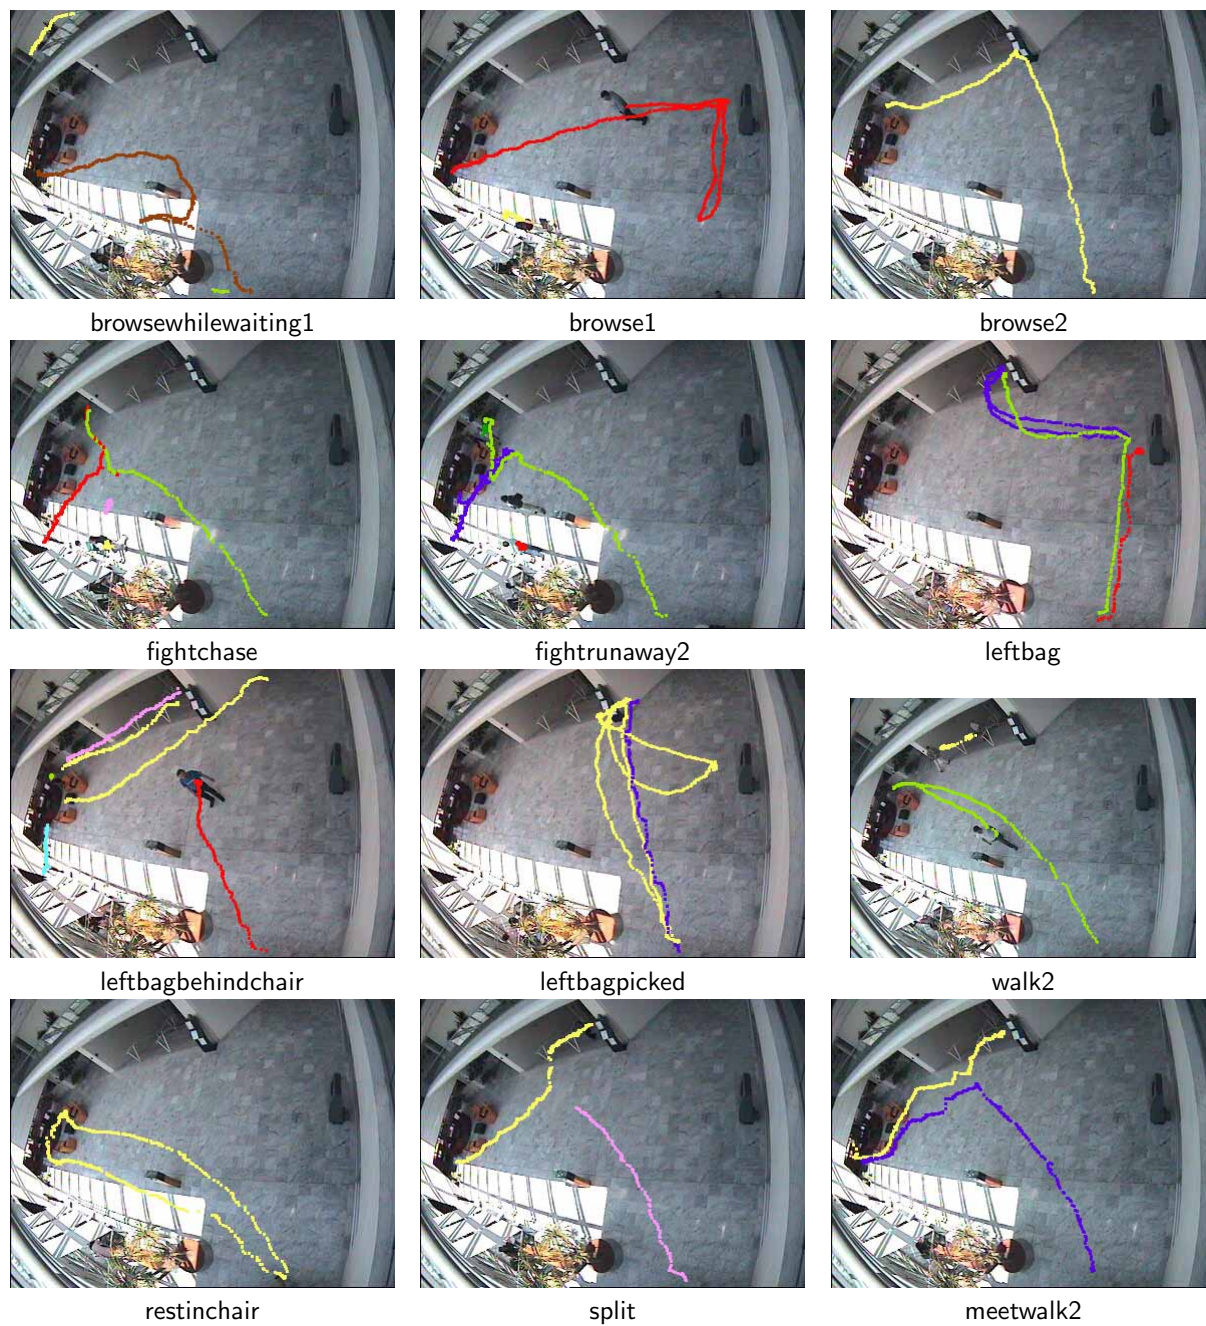 browsewhilewaiting1
browse1
browse2
fightchase
fightrunaway2
leftbag
leftbagbehindchair
leftbagpicked
walk2
restinchair
split
meetwalk2